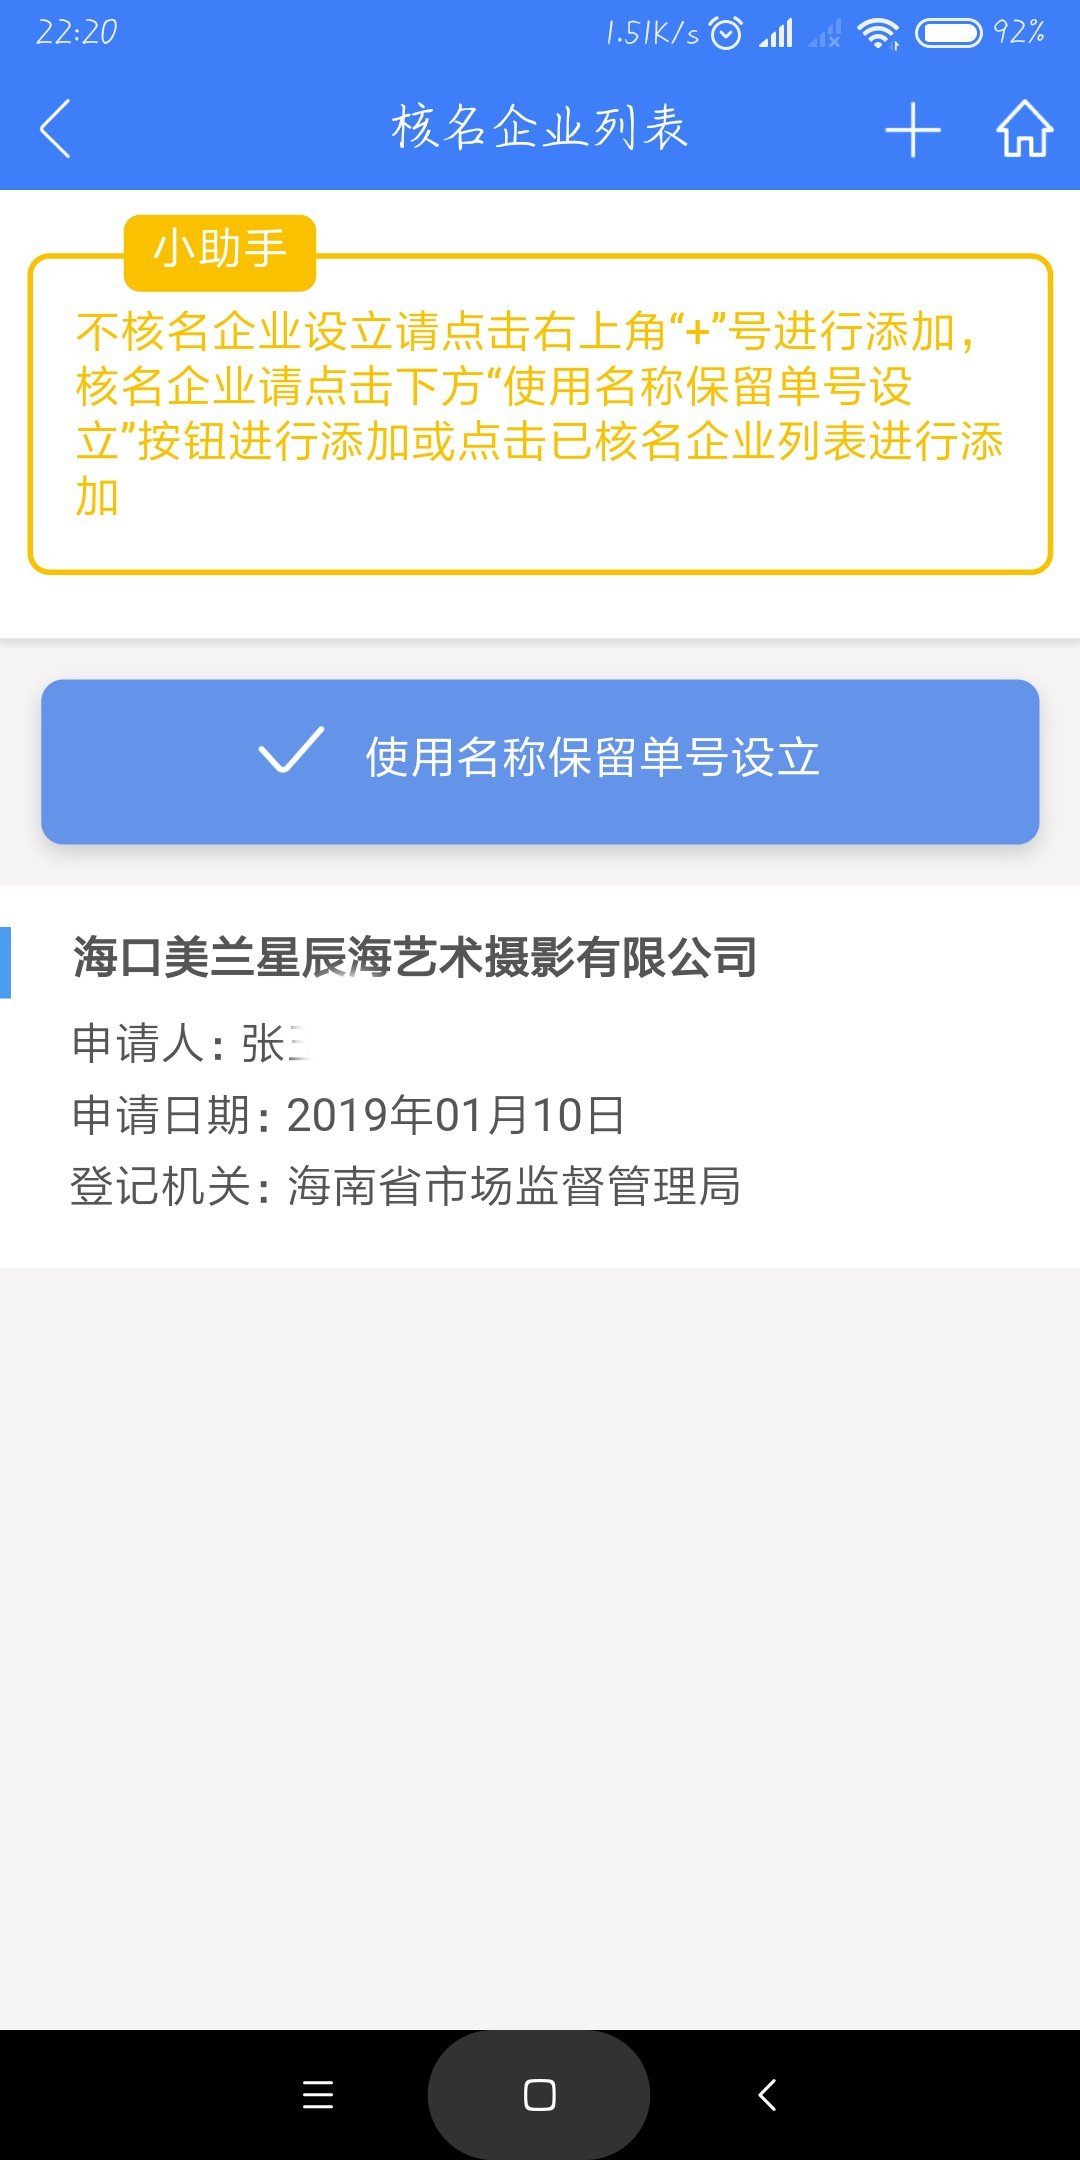 22:20
1.51K/s
92%
核名企业列表
小助手
不核名企业设立请点击右上角“+”号进行添加，
核名企业请点击下方“使用名称保留单号设
立”按钮进行添加或点击已核名企业列表进行添
加
使用名称保留单号设立
海口美兰星辰海艺术摄影有限公司
申请人：张
申请日期：2019年01月10日
登记机关：海南省市场监督管理局